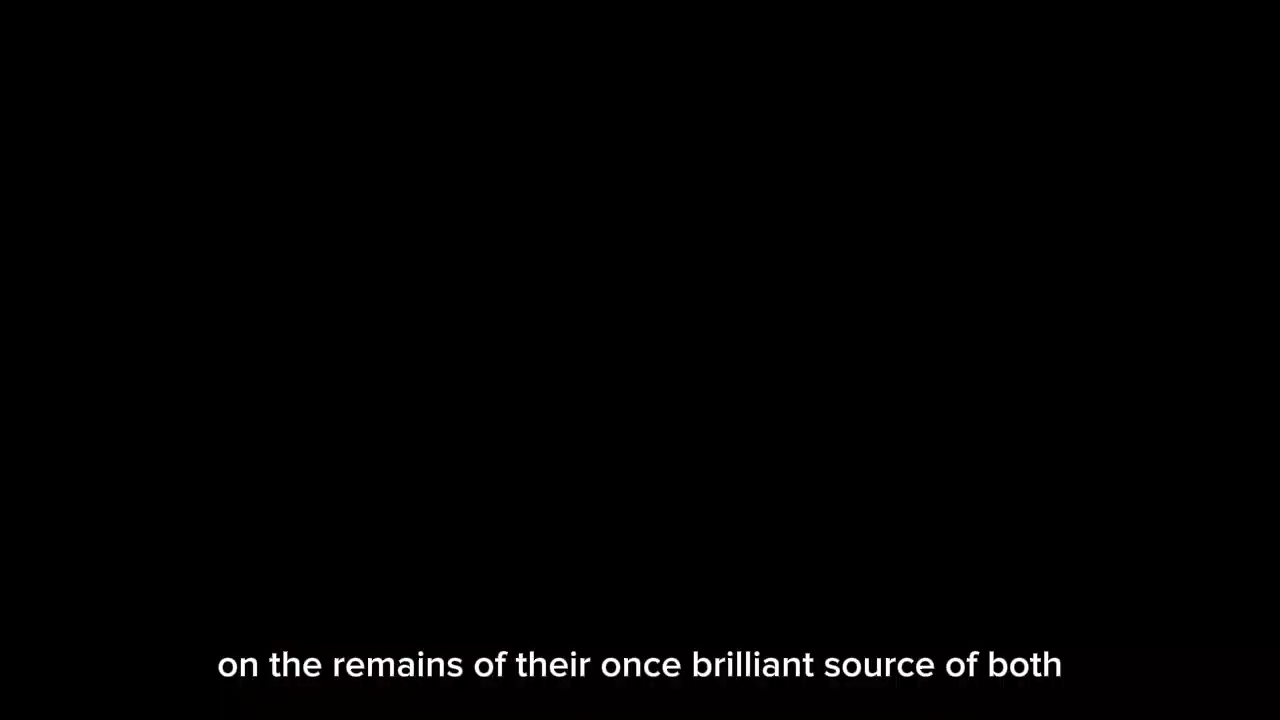 on the remains of their once brilliant source of both